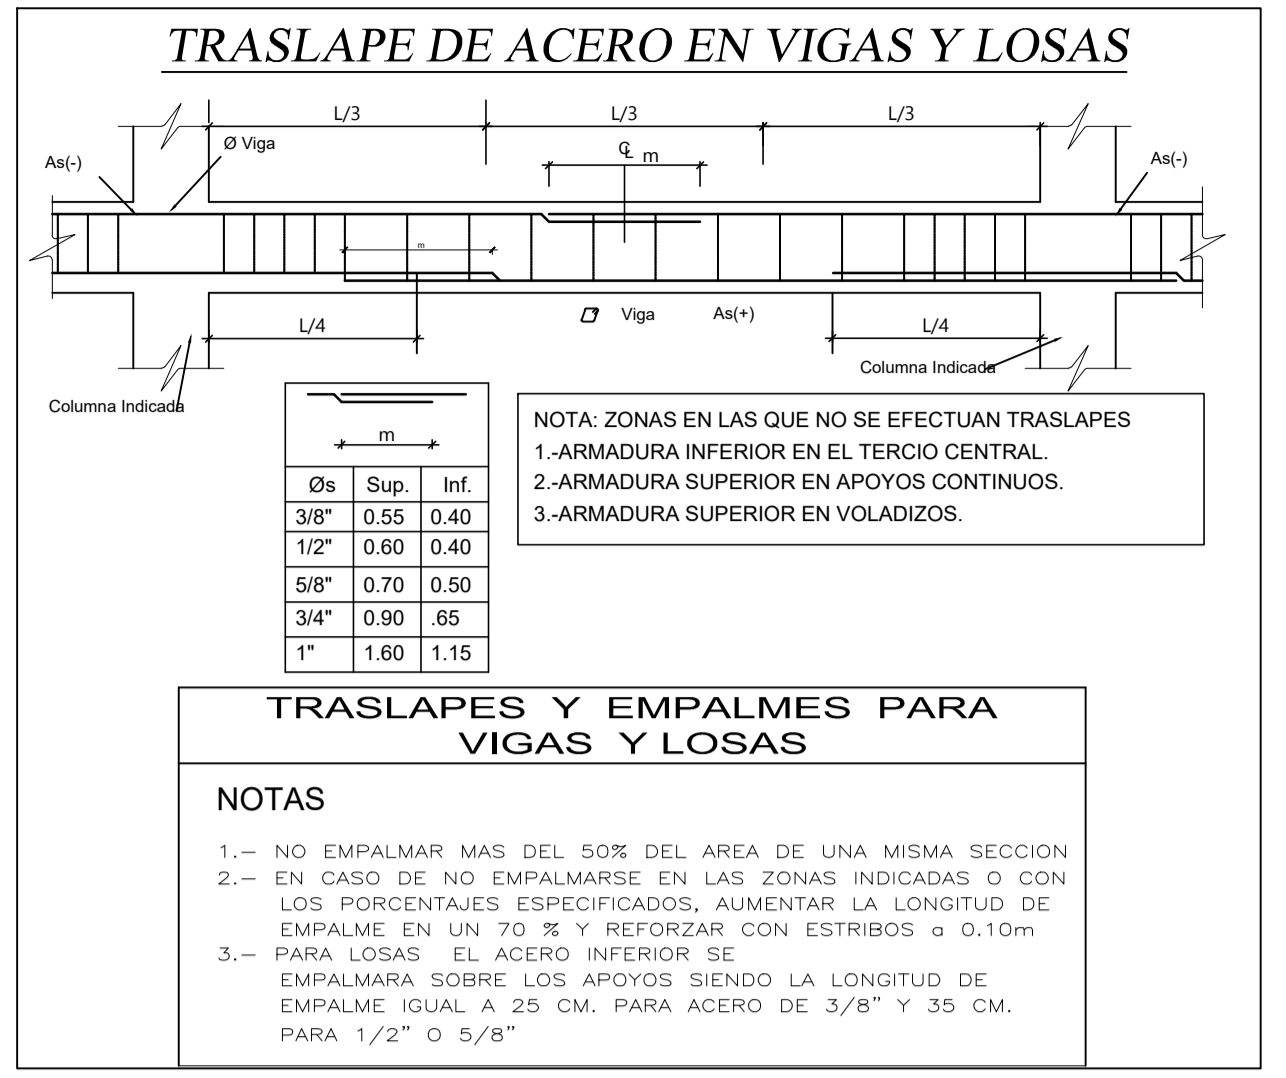 TRASLAPE DE ACERO EN VIGAS Y LOSAS
L/3 L/3 L/3
Ø Viga
℄ m
As(-) As(-)
m
Viga As(+)
L/4 L/4
Columna Indicada
Columna Indicada
m
Øs Sup. Inf.
3/8" 0.55 0.40
1/2" 0.60 0.40
5/8" 0.70 0.50
3/4" 0.90 .65
1" 1.60 1.15
NOTA: ZONAS EN LAS QUE NO SE EFECTUAN TRASLAPES
1.-ARMADURA INFERIOR EN EL TERCIO CENTRAL.
2.-ARMADURA SUPERIOR EN APOYOS CONTINUOS.
3.-ARMADURA SUPERIOR EN VOLADIZOS.
TRASLAPES Y EMPALMES PARA
VIGAS Y LOSAS
NOTAS
1.- NO EMPALMAR MAS DEL 50% DEL AREA DE UNA MISMA SECCION
2.- EN CASO DE NO EMPALMARSE EN LAS ZONAS INDICADAS O CON
LOS PORCENTAJES ESPECIFICADOS, AUMENTAR LA LONGITUD DE
EMPALME EN UN 70 % Y REFORZAR CON ESTRIBOS a 0.10m
3.- PARA LOSAS EL ACERO INFERIOR SE
EMPALMARA SOBRE LOS APOYOS SIENDO LA LONGITUD DE
EMPALME IGUAL A 25 CM. PARA ACERO DE 3/8" Y 35 CM.
PARA 1/2" O 5/8"